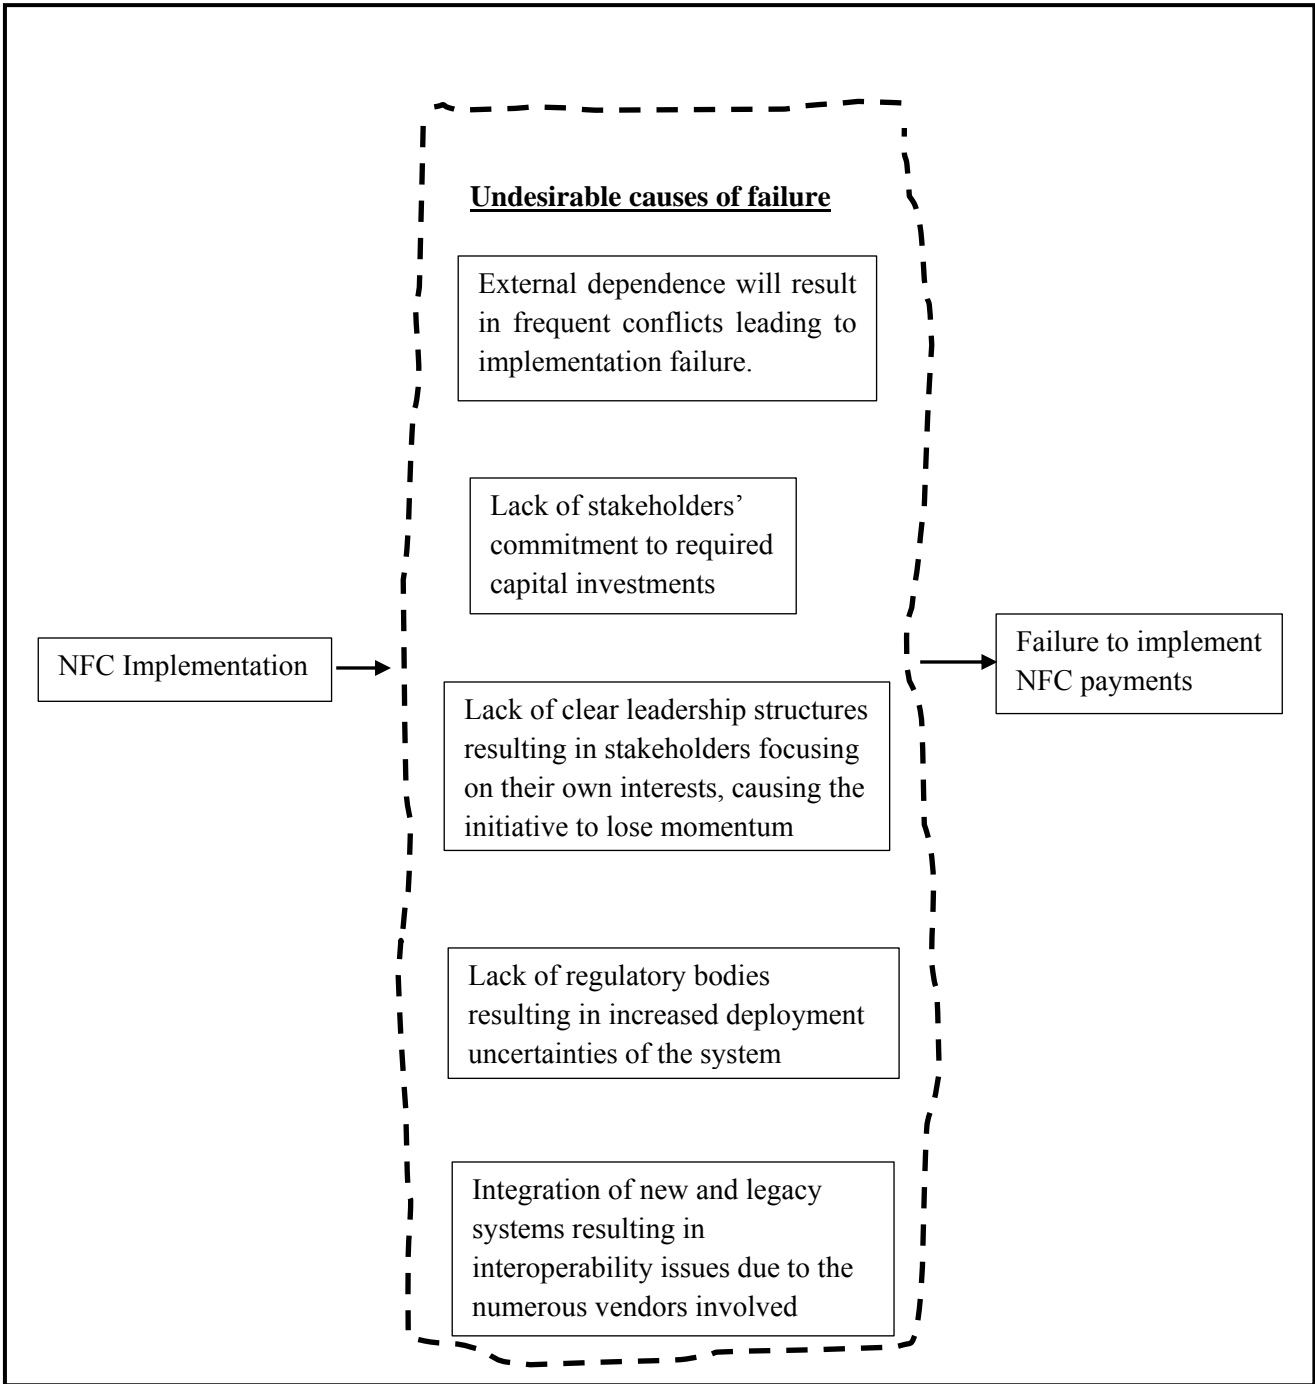 Undesirable causes of failure
External dependence will result
in frequent conflicts leading to
implementation failure.
Lack of stakeholders’
commitment to required
capital investments
NFC Implementation
Failure to implement
NFC payments
Lack of clear leadership structures
resulting in stakeholders focusing
on their own interests, causing the
initiative to lose momentum
Lack of regulatory bodies
resulting in increased deployment
uncertainties of the system
Integration of new and legacy
systems resulting in
interoperability issues due to the
numerous vendors involved